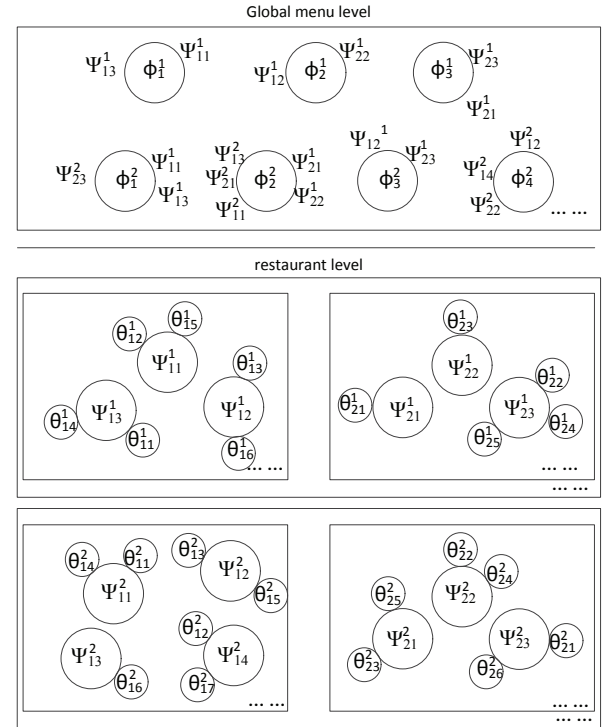 Global menu level
Ψ¹₁₃ ϕ¹₁ Ψ¹₁₁ Ψ¹₁₂ ϕ¹₂ Ψ¹₂₂ ϕ¹₃ Ψ¹₂₃
Ψ¹₂₁
Ψ²₂₃ ϕ²₁ Ψ¹₁₁ Ψ¹₁₃
Ψ²₁₃ Ψ²₂₁ Ψ²₁₁ ϕ²₂ Ψ¹₂₁ Ψ¹₂₂
Ψ₁₂¹ ϕ²₃ Ψ¹₂₃
Ψ²₁₂ Ψ²₁₄ Ψ²₂₂ ϕ²₄
... ...
restaurant level
θ¹₁₂ θ¹₁₅ Ψ¹₁₁
θ¹₁₃ Ψ¹₁₂ θ¹₁₆
θ¹₁₄ Ψ¹₁₃ θ¹₁₁
... ...
θ¹₂₃ Ψ¹₂₂
θ¹₂₁ Ψ¹₂₁
θ¹₂₂ Ψ¹₂₃ θ¹₂₄ θ¹₂₅
... ...
... ...
θ²₁₄ θ²₁₁ Ψ²₁₁
θ²₁₃ Ψ²₁₂ θ²₁₅
Ψ²₁₃ θ²₁₆
θ²₁₂ Ψ²₁₄ θ²₁₇
... ...
θ²₂₂ θ²₂₄ Ψ²₂₂
θ²₂₅ Ψ²₂₁ θ²₂₃
Ψ²₂₃ θ²₂₁ θ²₂₆
... ...
... ...